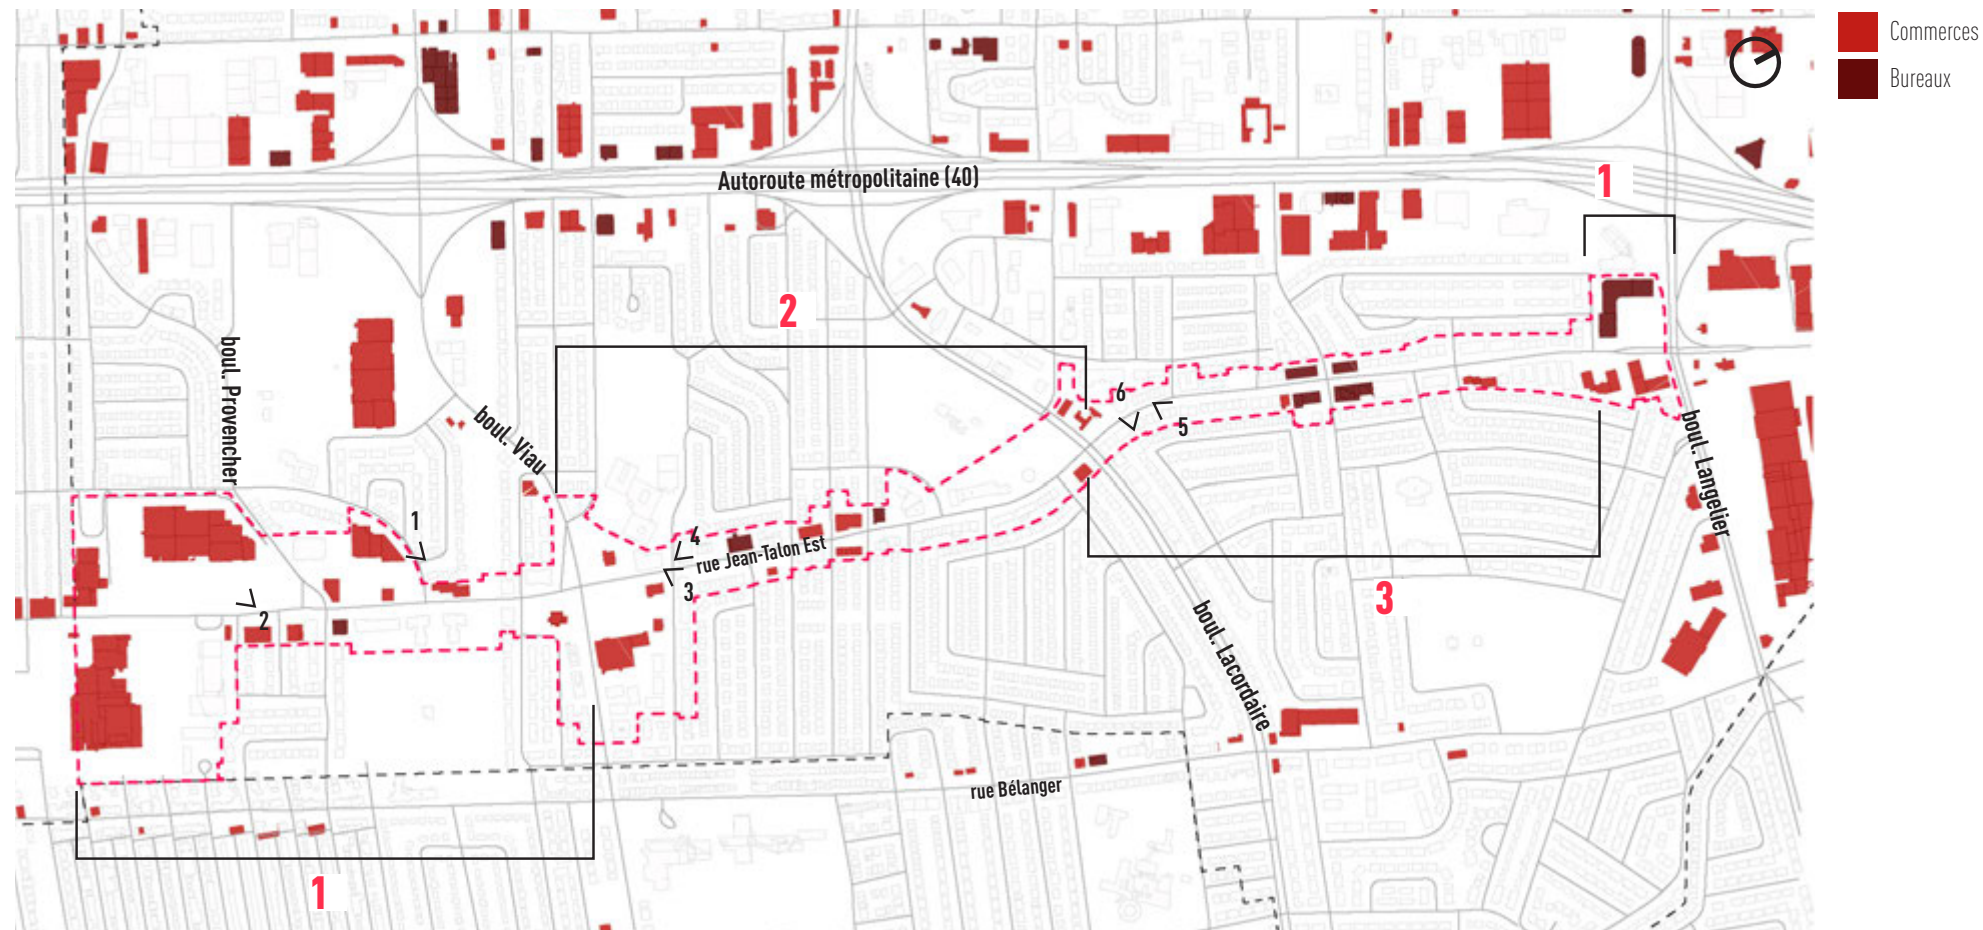 Commerces
Bureaux
Autoroute métropolitaine (40)
1
2
boul. Provencher
boul. Viau
6
5
boul. Langelier
1
4
rue Jean-Talon Est
3
2
3
boul. Lacordaire
rue Bélanger
1